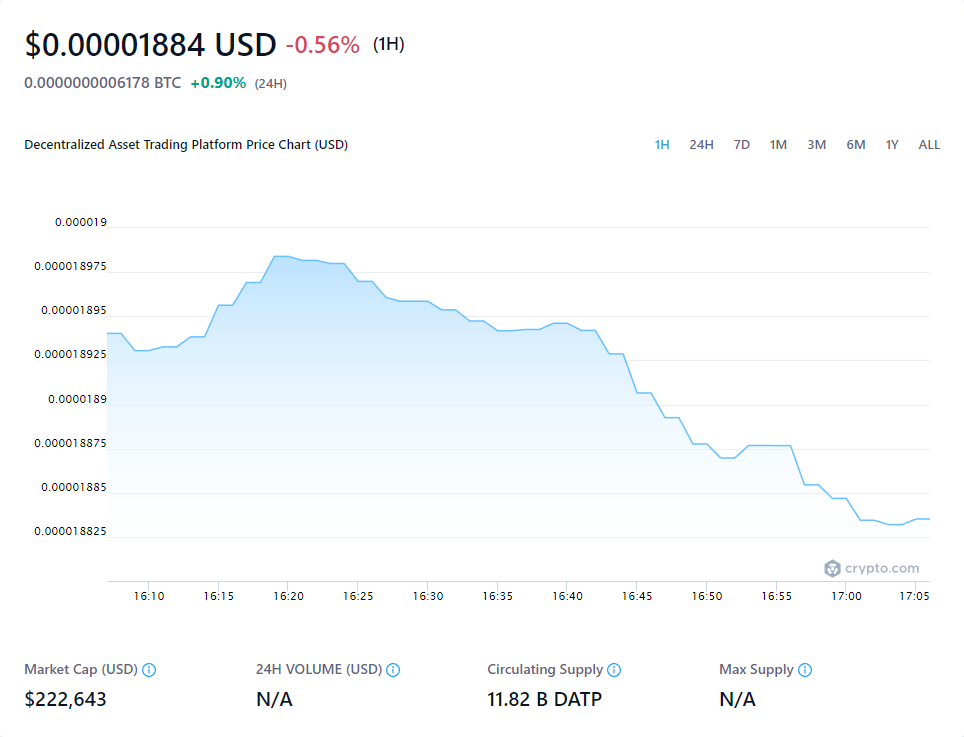 $0.00001884 USD -0.56% (1H)
0.0000000006178 BTC +0.90% (24H)
Decentralized Asset Trading Platform Price Chart (USD) 1H 24H 7D 1M 3M 6M 1Y ALL
0.000019
0.000018975
0.00001895
0.000018925
0.0000189
0.000018875
0.00001885
0.000018825
crypto.com
16:10 16:15 16:20 16:25 16:30 16:35 16:40 16:45 16:50 16:55 17:00 17:05
Market Cap (USD) 24H VOLUME (USD) Circulating Supply Max Supply
$222,643 N/A 11.82 B DATP N/A